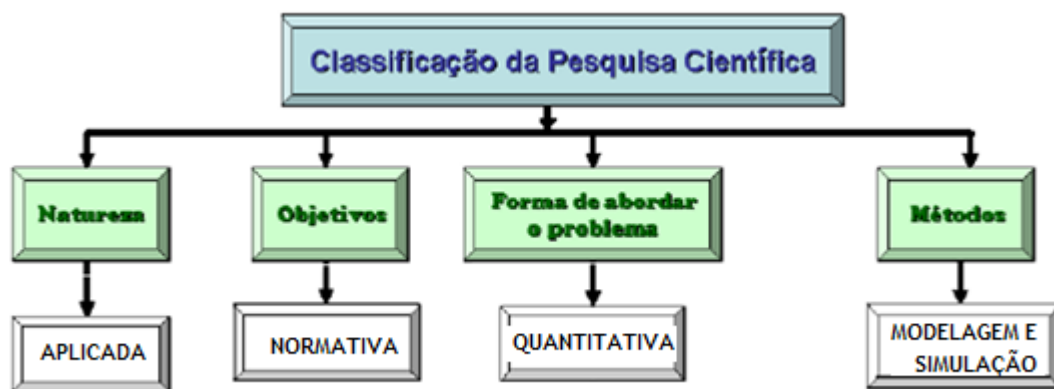 Classificação da Pesquisa Científica
Natureza
Objetivos
Forma de abordar
o problema
Métodos
APLICADA
NORMATIVA
QUANTITATIVA
MODELAGEM E
SIMULAÇÃO